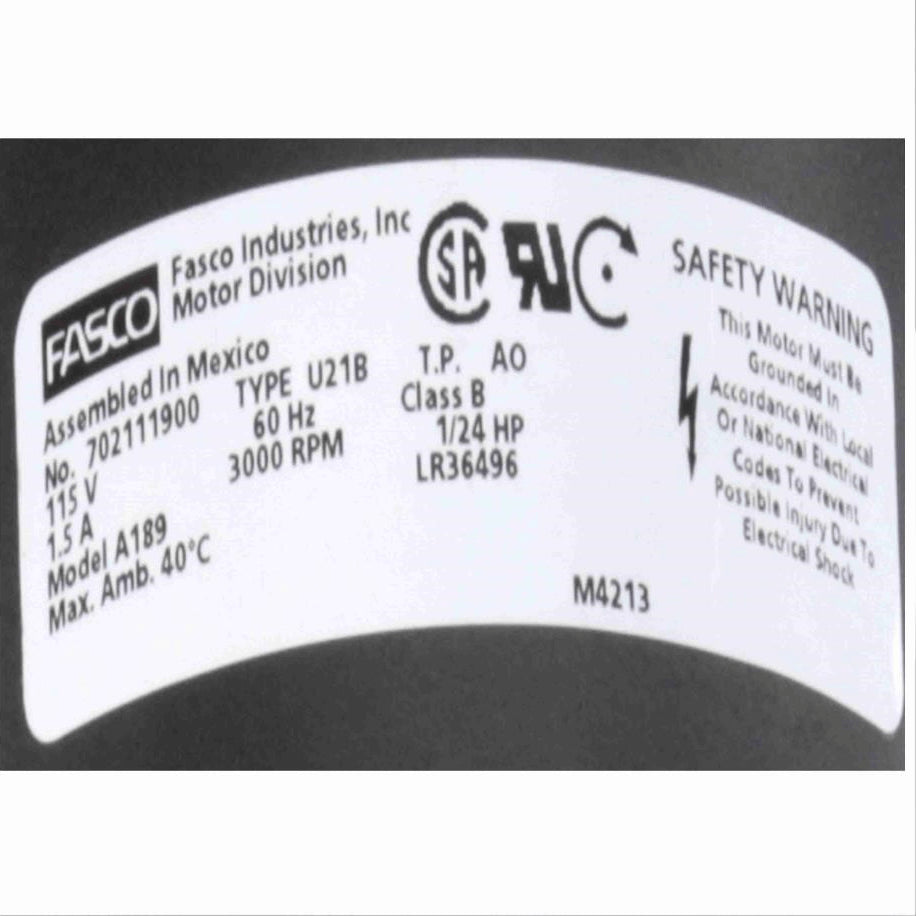 FASCO
Fasco Industries, Inc
Motor Division
Assembled In Mexico
No. 702111900
TYPE U21B
115 V
60 Hz
1.5 A
3000 RPM
Model A189
Max. Amb. 40°C
SA
T.P. AO
Class B
1/24 HP
LR36496
M4213
SAFETY WARNING
This Motor Must Be
Grounded In
Accordance With Local
Or National Electrical
Codes To Prevent
Possible Injury Due To
Electrical Shock